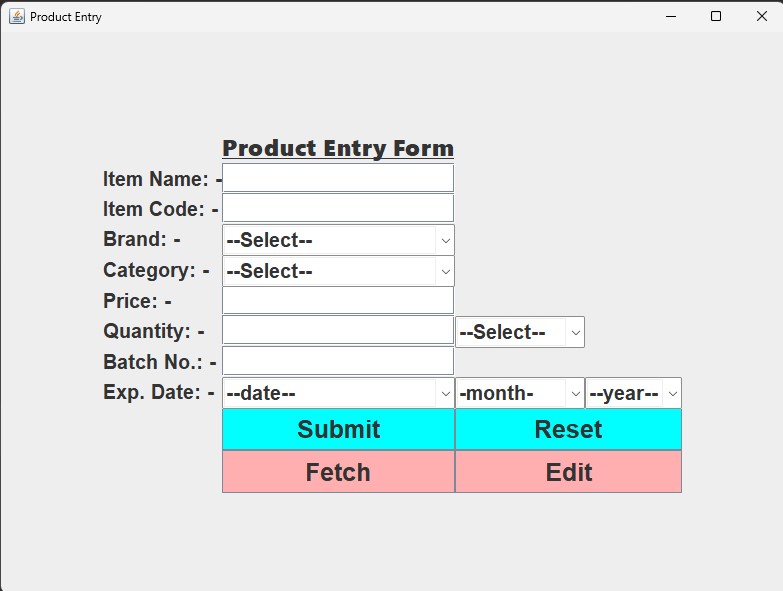 Product Entry
Product Entry Form
Item Name: -
Item Code: -
Brand: - --Select--
Category: - --Select--
Price: -
Quantity: - --Select--
Batch No.: -
Exp. Date: - --date-- -month- --year--
Submit Reset
Fetch Edit